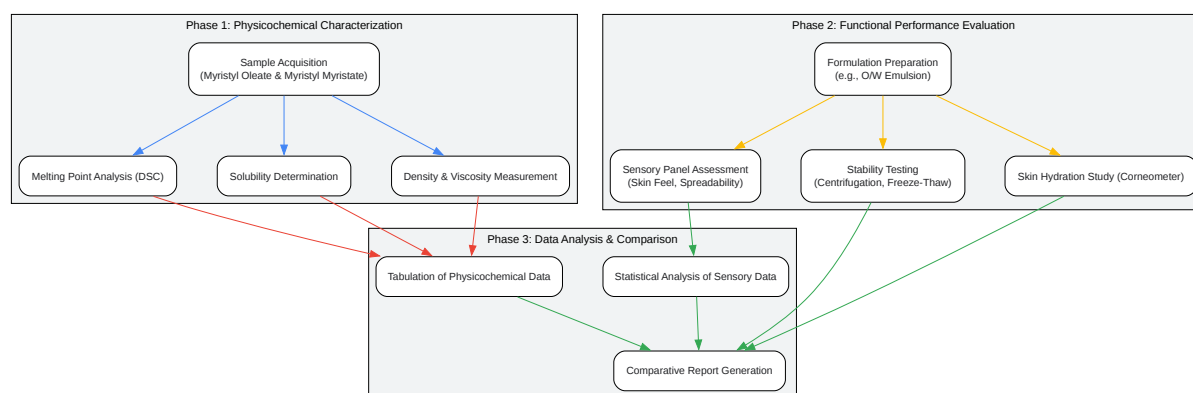 Phase 1: Physicochemical Characterization
Sample Acquisition
(Myristyl Oleate & Myristyl Myristate)
Melting Point Analysis (DSC)
Solubility Determination
Density & Viscosity Measurement
Phase 2: Functional Performance Evaluation
Formulation Preparation
(e.g., O/W Emulsion)
Sensory Panel Assessment
(Skin Feel, Spreadability)
Stability Testing
(Centrifugation, Freeze-Thaw)
Skin Hydration Study (Corneometer)
Phase 3: Data Analysis & Comparison
Tabulation of Physicochemical Data
Statistical Analysis of Sensory Data
Comparative Report Generation